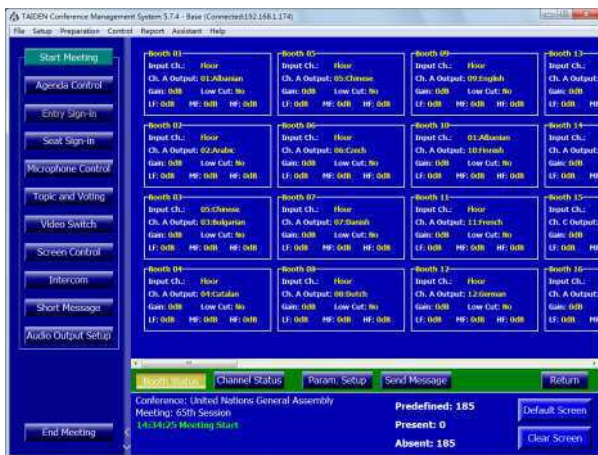 TAIDEN Conference Management System 5.7.4 - Base (Connected:192.168.1.174)
File Setup Preparation Control Report Assistant Help
Start Meeting
Agenda Control
Entry Sign-in
Seat Sign-in
Microphone Control
Topic and Voting
Video Switch
Screen Control
Intercom
Short Message
Audio Output Setup
End Meeting
Booth 01
Input Ch.: Floor
Ch. A Output: 01:Albanian
Gain: 0dB Low Cut: No
LF: 0dB MF: 0dB HF: 0dB
Booth 05
Input Ch.: Floor
Ch. A Output: 05:Chinese
Gain: 0dB Low Cut: No
LF: 0dB MF: 0dB HF: 0dB
Booth 09
Input Ch.: Floor
Ch. A Output: 09:English
Gain: 0dB Low Cut: No
LF: 0dB MF: 0dB HF: 0dB
Booth 13
Input Ch.:
Ch. A Output:
Gain: 0dB
LF: 0dB
Booth 02
Input Ch.: Floor
Ch. A Output: 02:Arabic
Gain: 0dB Low Cut: No
LF: 0dB MF: 0dB HF: 0dB
Booth 06
Input Ch.: Floor
Ch. A Output: 06:Czech
Gain: 0dB Low Cut: No
LF: 0dB MF: 0dB HF: 0dB
Booth 10
Input Ch.: 01:Albanian
Ch. A Output: 10:Finnish
Gain: 0dB Low Cut: No
LF: 0dB MF: 0dB HF: 0dB
Booth 14
Input Ch.:
Ch. A Output:
Gain: 0dB
LF: 0dB
Booth 03
Input Ch.: 05:Chinese
Ch. A Output: 03:Bulgarian
Gain: 0dB Low Cut: No
LF: 0dB MF: 0dB HF: 0dB
Booth 07
Input Ch.: Floor
Ch. A Output: 07:Danish
Gain: 0dB Low Cut: No
LF: 0dB MF: 0dB HF: 0dB
Booth 11
Input Ch.: Floor
Ch. A Output: 11:French
Gain: 0dB Low Cut: No
LF: 0dB MF: 0dB HF: 0dB
Booth 15
Input Ch.:
Ch. C Output:
Gain: 0dB
LF: 0dB
Booth 04
Input Ch.: Floor
Ch. A Output: 04:Catalan
Gain: 0dB Low Cut: No
LF: 0dB MF: 0dB HF: 0dB
Booth 08
Input Ch.: Floor
Ch. A Output: 08:Dutch
Gain: 0dB Low Cut: No
LF: 0dB MF: 0dB HF: 0dB
Booth 12
Input Ch.: Floor
Ch. A Output: 12:German
Gain: 0dB Low Cut: No
LF: 0dB MF: 0dB HF: 0dB
Booth 16
Input Ch.:
Ch. A Output:
Gain: 0dB
LF: 0dB
Booth Status Channel Status Param. Setup Send Message Return
Conference: United Nations General Assembly
Meeting: 65th Session
14:34:25 Meeting Start
Predefined: 185
Present: 0
Absent: 185
Default Screen
Clear Screen